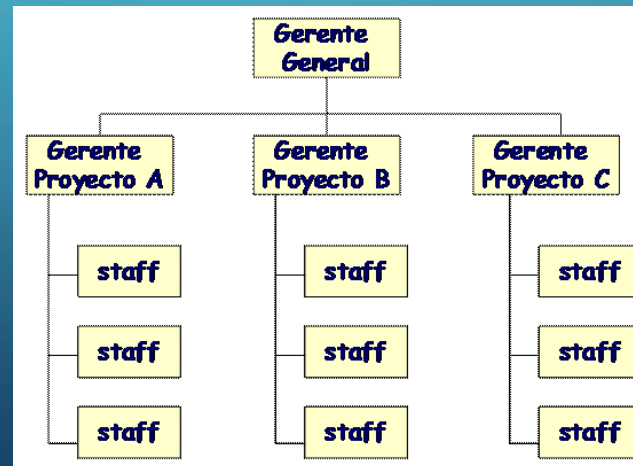 Gerente
General
Gerente
Proyecto A
Gerente
Proyecto B
Gerente
Proyecto C
staff
staff
staff
staff
staff
staff
staff
staff
staff